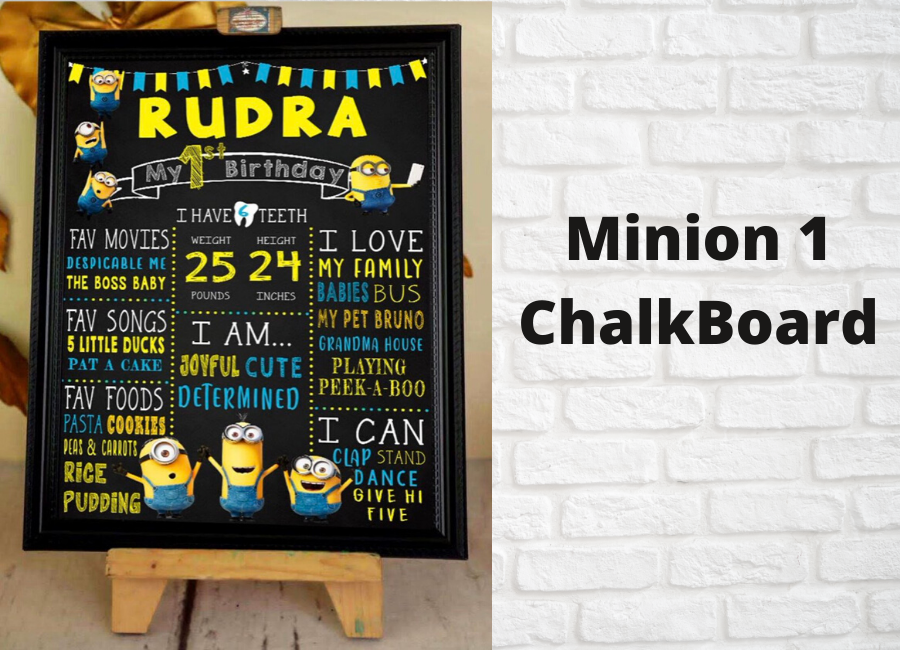 RUDRA
My 1st Birthday
I HAVE 6 TEETH
FAV MOVIES
DESPICABLE ME
THE BOSS BABY
FAV SONGS
5 LITTLE DUCKS
PAT A CAKE
FAV FOODS
PASTA COOKIES
PEAS & CARROTS
RICE
PUDDING
WEIGHT HEIGHT
25 24
POUNDS INCHES
I AM...
JOYFUL CUTE
DETERMINED
I LOVE
MY FAMILY
BABIES BUS
MY PET BRUNO
GRANDMA HOUSE
PLAYING
PEEK-A-BOO
I CAN
CLAP STAND
DANCE
GIVE HI
FIVE
Minion 1
ChalkBoard